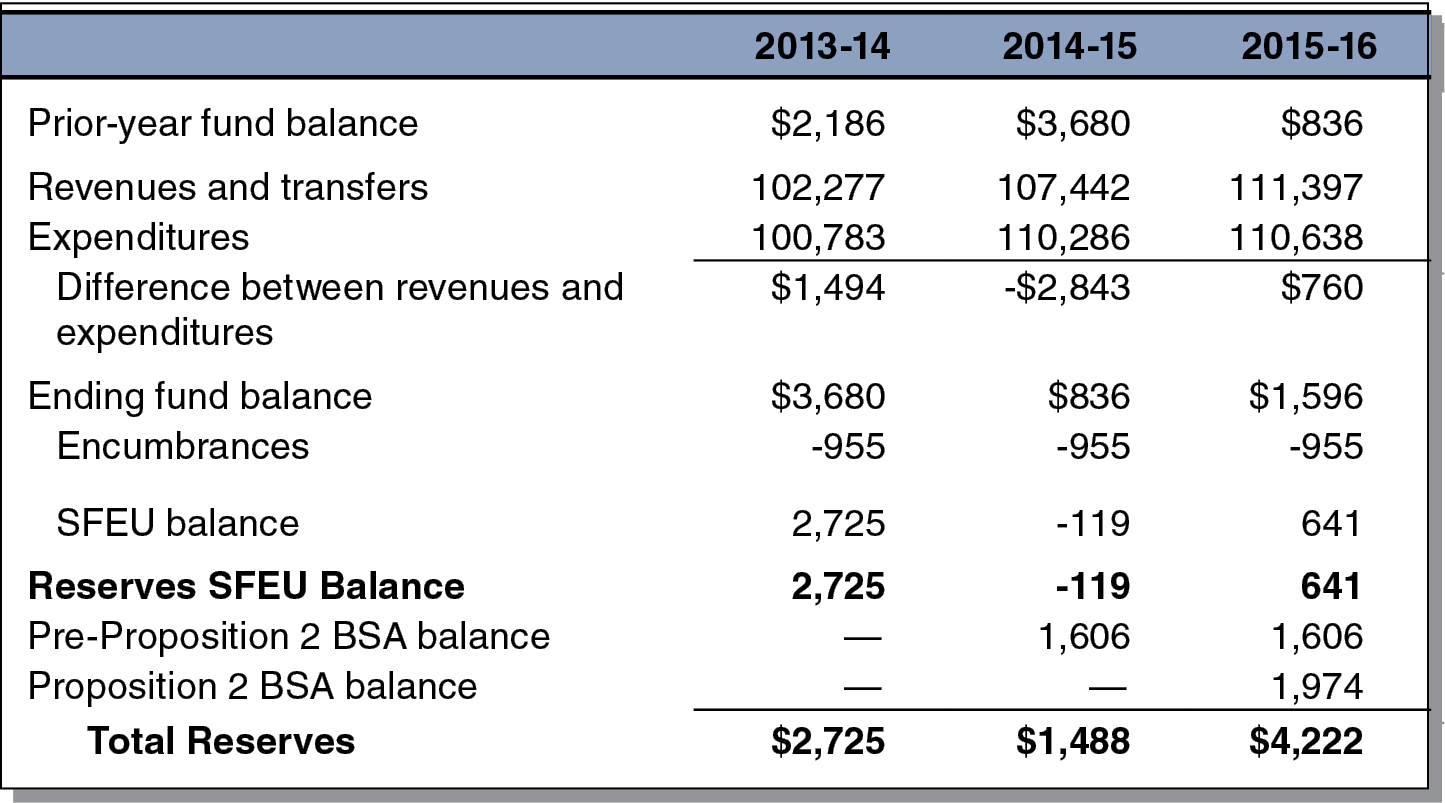 2013-14 2014-15 2015-16
Prior-year fund balance $2,186 $3,680 $836
Revenues and transfers 102,277 107,442 111,397
Expenditures 100,783 110,286 110,638
Difference between revenues and $1,494 -$2,843 $760
expenditures
Ending fund balance $3,680 $836 $1,596
Encumbrances -955 -955 -955
SFEU balance 2,725 -119 641
Reserves SFEU Balance 2,725 -119 641
Pre-Proposition 2 BSA balance — 1,606 1,606
Proposition 2 BSA balance — — 1,974
Total Reserves $2,725 $1,488 $4,222